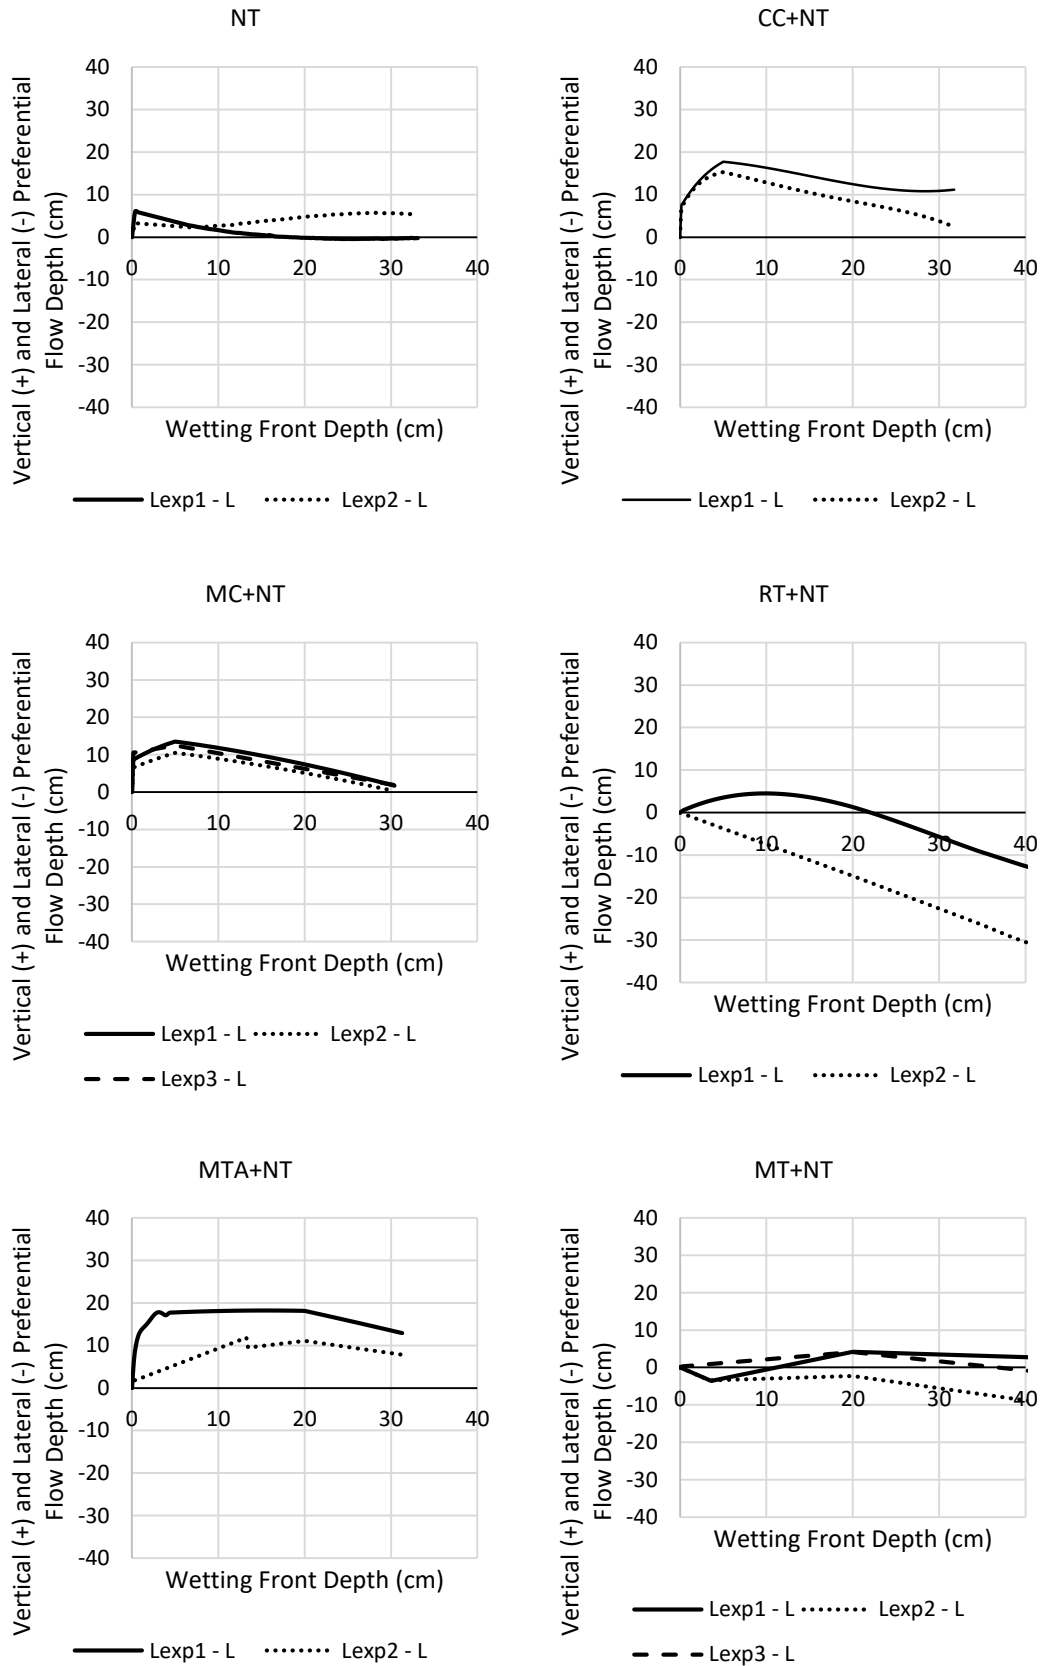 NT
Vertical (+) and Lateral (-) Preferential
Flow Depth (cm)
40
30
20
10
0
-10
-20
-30
-40
0 10 20 30 40
Wetting Front Depth (cm)
Lexp1 - L Lexp2 - L
CC+NT
Vertical (+) and Lateral (-) Preferential
Flow Depth (cm)
40
30
20
10
0
-10
-20
-30
-40
0 10 20 30 40
Wetting Front Depth (cm)
Lexp1 - L Lexp2 - L
MC+NT
Vertical (+) and Lateral (-) Preferential
Flow Depth (cm)
40
30
20
10
0
-10
-20
-30
-40
0 10 20 30 40
Wetting Front Depth (cm)
Lexp1 - L Lexp2 - L
Lexp3 - L
RT+NT
Vertical (+) and Lateral (-) Preferential
Flow Depth (cm)
40
30
20
10
0
-10
-20
-30
-40
0 10 20 30 40
Wetting Front Depth (cm)
Lexp1 - L Lexp2 - L
MTA+NT
Vertical (+) and Lateral (-) Preferential
Flow Depth (cm)
40
30
20
10
0
-10
-20
-30
-40
0 10 20 30 40
Wetting Front Depth (cm)
Lexp1 - L Lexp2 - L
MT+NT
Vertical (+) and Lateral (-) Preferential
Flow Depth (cm)
40
30
20
10
0
-10
-20
-30
-40
0 10 20 30 40
Wetting Front Depth (cm)
Lexp1 - L Lexp2 - L
Lexp3 - L